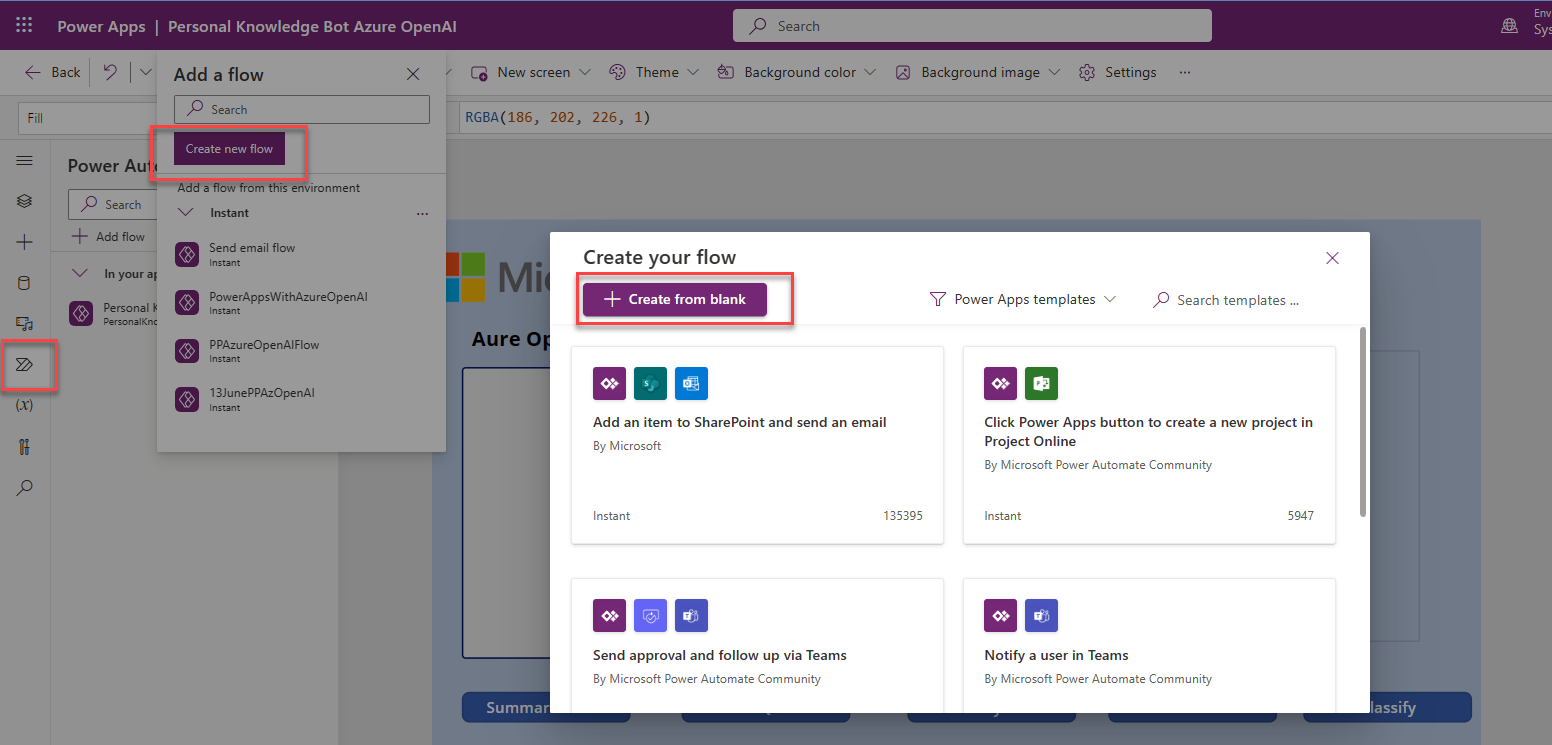 Power Apps | Personal Knowledge Bot Azure OpenAI
Search
Env
Sys
Back
New screen
Theme
Background color
Background image
Settings
...
Fill
RGBA(186, 202, 226, 1)
Power Aut
Search
Add flow
In your ap
Personal K
PersonalKno
(x)
Add a flow
Search
Create new flow
Add a flow from this environment
Instant
...
Send email flow
Instant
PowerAppsWithAzureOpenAI
Instant
PPAzureOpenAIFlow
Instant
13JunePPAzOpenAI
Instant
Mic
Aure Op
Create your flow
Create from blank
Power Apps templates
Search templates ...
Add an item to SharePoint and send an email
By Microsoft
Instant
135395
Click Power Apps button to create a new project in
Project Online
By Microsoft Power Automate Community
Instant
5947
Send approval and follow up via Teams
By Microsoft Power Automate Community
Notify a user in Teams
By Microsoft Power Automate Community
Summar
lassify